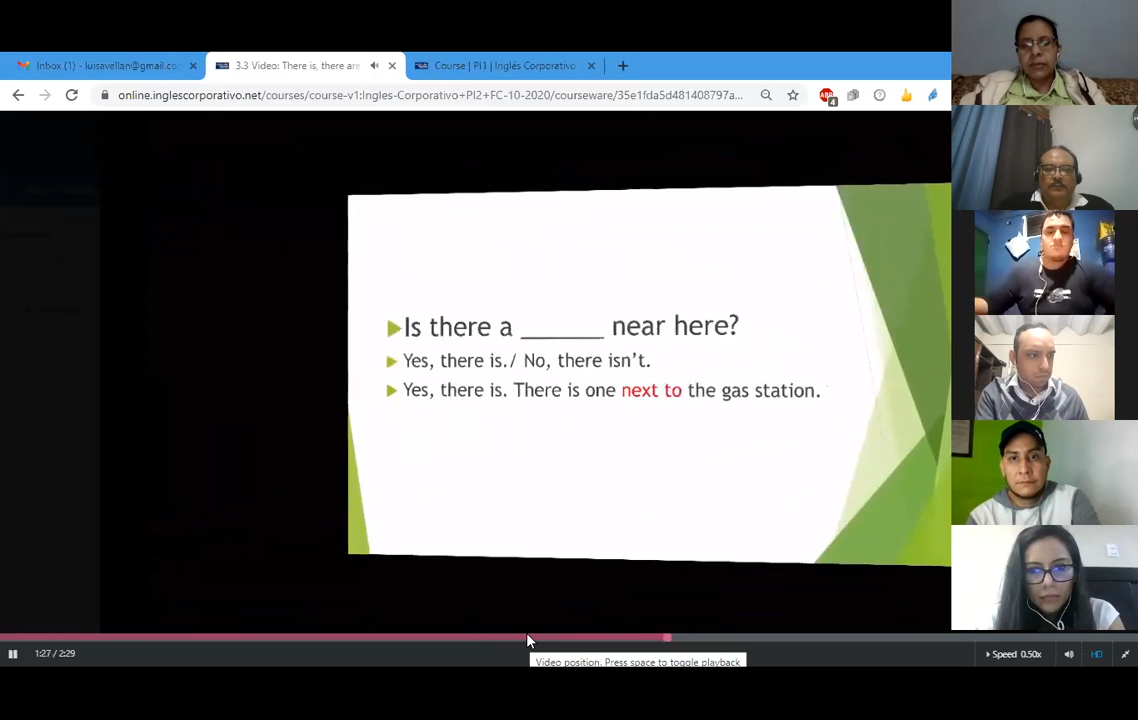 Inbox (1) - luisavellan@gmail.co
3.3 Video: There is, there are
Course | PI1 | Inglés Corporativo
online.inglescorporativo.net/courses/course-v1:Ingles-Corporativo+PI2+FC-10-2020/courseware/35e1fda5d481408797a...
ABP
4
Is there a ______ near here?
Yes, there is./ No, there isn't.
Yes, there is. There is one next to the gas station.
1:27 / 2:29
Video position. Press space to toggle playback
Speed 0.50x
HD